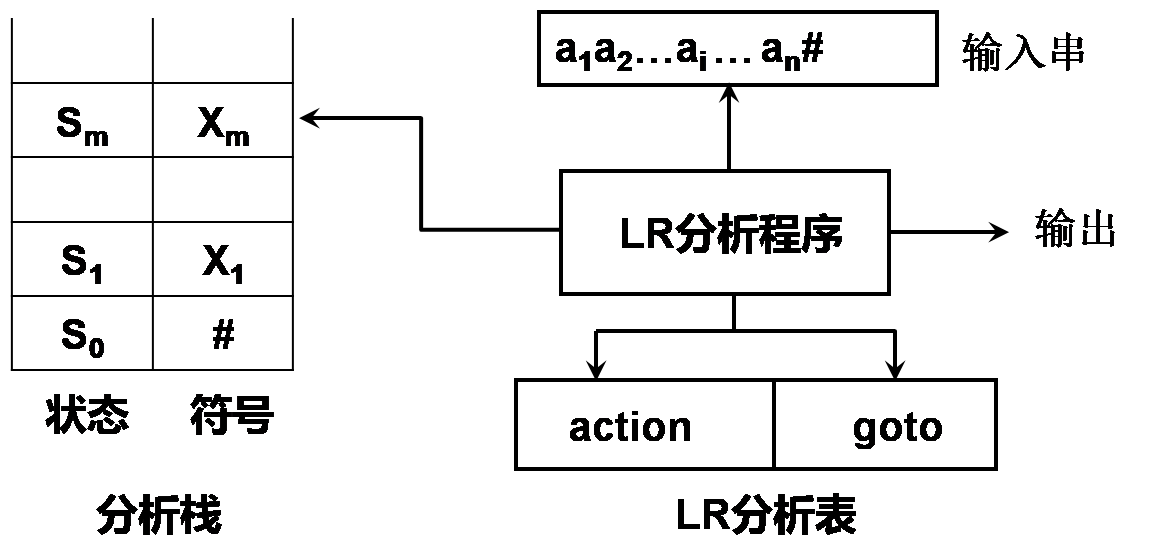 a₁a₂…aᵢ… aₙ# 输入串
Sₘ Xₘ
LR分析程序 输出
S₁ X₁
S₀ #
状态 符号
action goto
分析栈 LR分析表